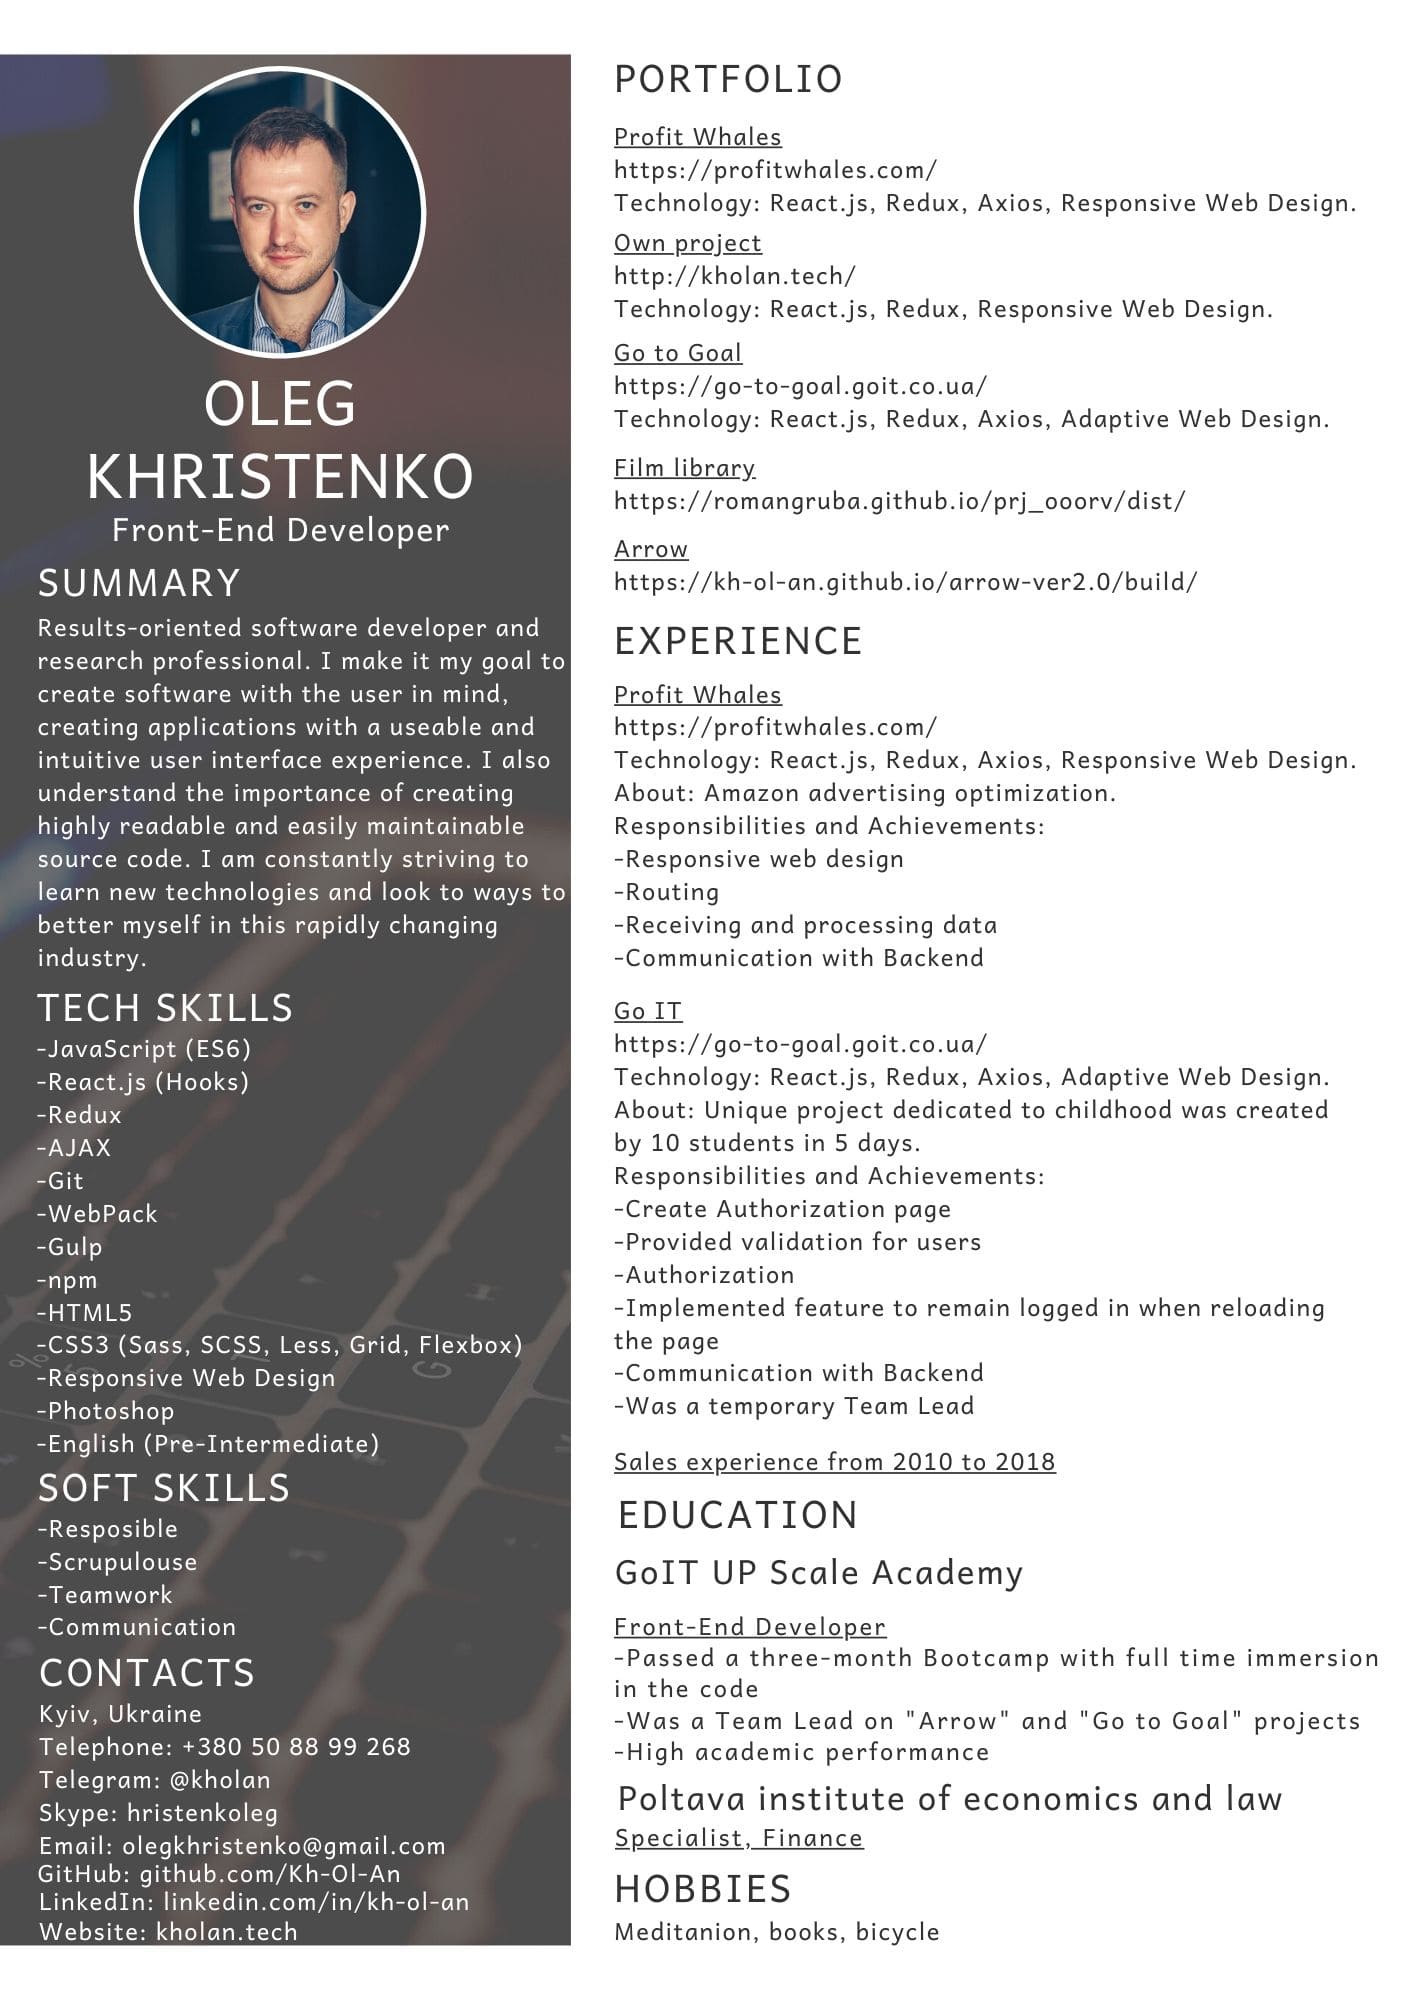 OLEG
KHRISTENKO
Front-End Developer
SUMMARY
Results-oriented software developer and
research professional. I make it my goal to
create software with the user in mind,
creating applications with a useable and
intuitive user interface experience. I also
understand the importance of creating
highly readable and easily maintainable
source code. I am constantly striving to
learn new technologies and look to ways to
better myself in this rapidly changing
industry.
TECH SKILLS
-JavaScript (ES6)
-React.js (Hooks)
-Redux
-AJAX
-Git
-WebPack
-Gulp
-npm
-HTML5
-CSS3 (Sass, SCSS, Less, Grid, Flexbox)
-Responsive Web Design
-Photoshop
-English (Pre-Intermediate)
SOFT SKILLS
-Resposible
-Scrupulouse
-Teamwork
-Communication
CONTACTS
Kyiv, Ukraine
Telephone: +380 50 88 99 268
Telegram: @kholan
Skype: hristenkoleg
Email: olegkhristenko@gmail.com
GitHub: github.com/Kh-Ol-An
LinkedIn: linkedin.com/in/kh-ol-an
Website: kholan.tech
PORTFOLIO
Profit Whales
https://profitwhales.com/
Technology: React.js, Redux, Axios, Responsive Web Design.
Own project
http://kholan.tech/
Technology: React.js, Redux, Responsive Web Design.
Go to Goal
https://go-to-goal.goit.co.ua/
Technology: React.js, Redux, Axios, Adaptive Web Design.
Film library
https://romangruba.github.io/prj_ooorv/dist/
Arrow
https://kh-ol-an.github.io/arrow-ver2.0/build/
EXPERIENCE
Profit Whales
https://profitwhales.com/
Technology: React.js, Redux, Axios, Responsive Web Design.
About: Amazon advertising optimization.
Responsibilities and Achievements:
-Responsive web design
-Routing
-Receiving and processing data
-Communication with Backend
Go IT
https://go-to-goal.goit.co.ua/
Technology: React.js, Redux, Axios, Adaptive Web Design.
About: Unique project dedicated to childhood was created
by 10 students in 5 days.
Responsibilities and Achievements:
-Create Authorization page
-Provided validation for users
-Authorization
-Implemented feature to remain logged in when reloading
the page
-Communication with Backend
-Was a temporary Team Lead
Sales experience from 2010 to 2018
EDUCATION
GoIT UP Scale Academy
Front-End Developer
-Passed a three-month Bootcamp with full time immersion
in the code
-Was a Team Lead on "Arrow" and "Go to Goal" projects
-High academic performance
Poltava institute of economics and law
Specialist, Finance
HOBBIES
Meditanion, books, bicycle